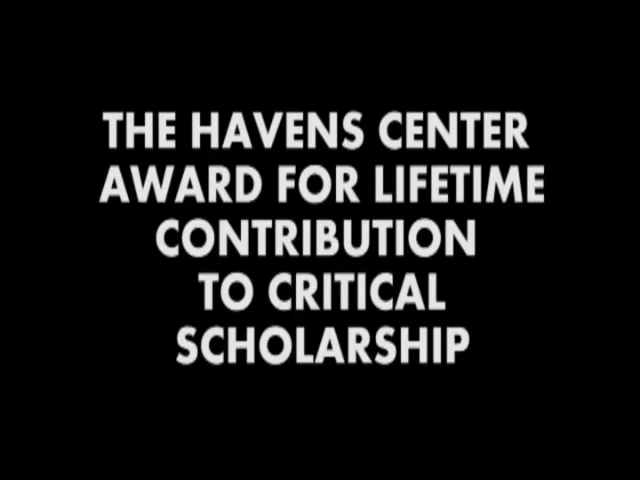 THE HAVENS CENTER
AWARD FOR LIFETIME
CONTRIBUTION
TO CRITICAL
SCHOLARSHIP